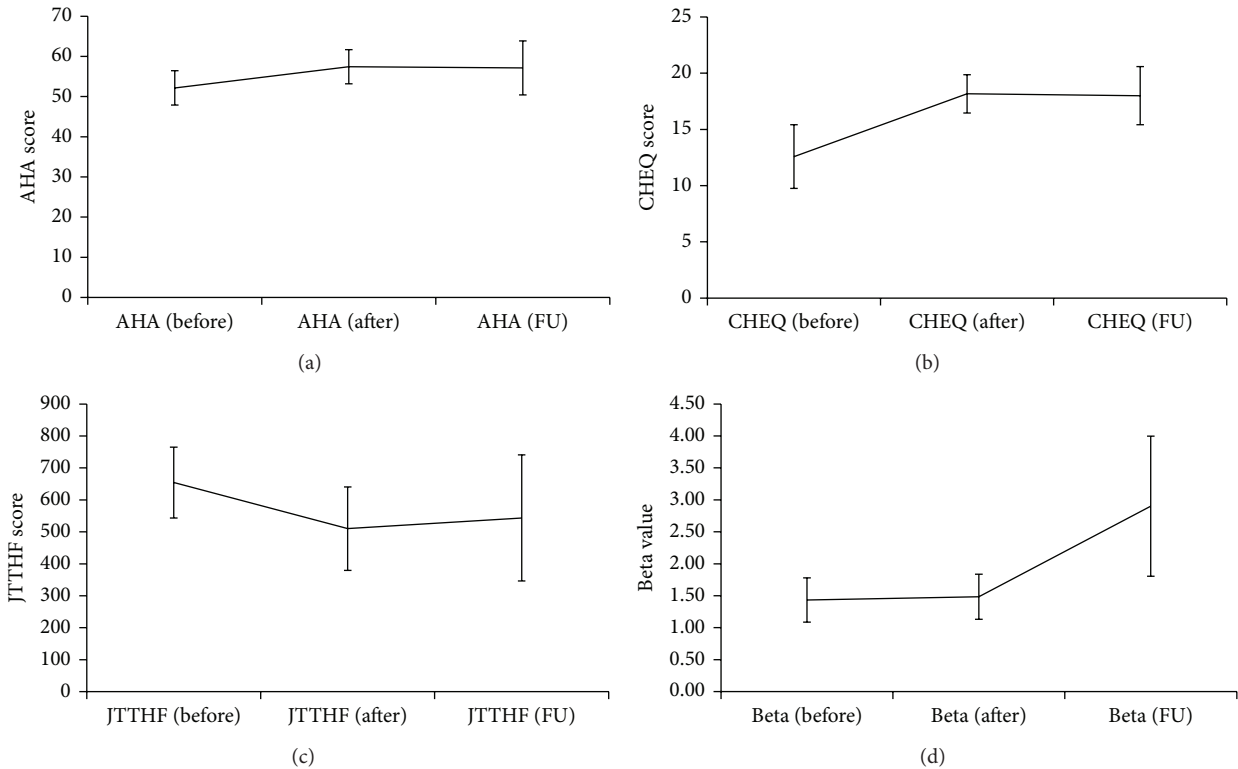 70
60
50
40
30
20
10
0
AHA score
AHA (before) AHA (after) AHA (FU)
(a)
25
20
15
10
5
0
CHEQ score
CHEQ (before) CHEQ (after) CHEQ (FU)
(b)
900
800
700
600
500
400
300
200
100
0
JTTHF score
JTTHF (before) JTTHF (after) JTTHF (FU)
(c)
4.50
4.00
3.50
3.00
2.50
2.00
1.50
1.00
0.50
0.00
Beta value
Beta (before) Beta (after) Beta (FU)
(d)